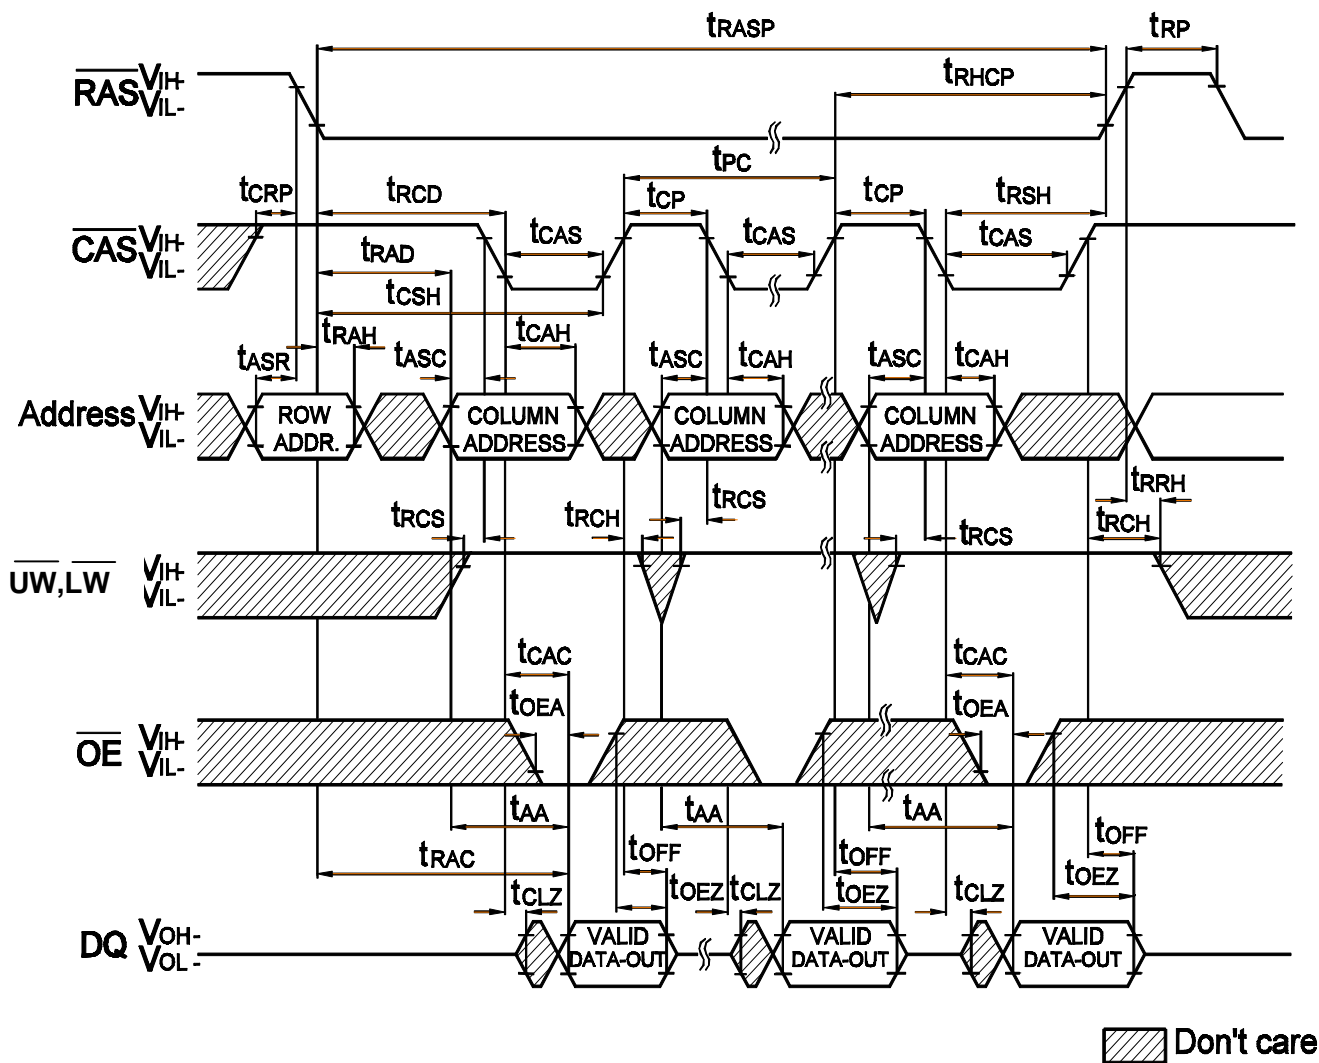 tRASP tRP
tRHCP
RAS VIH- VIL-
tPC
tCRP tRCD tCP tCP tRSH
CAS VIH- VIL-
tCAS tCAS tCAS
tRAD
tCSH
tRAH tCAH
tASR tASC tASC tCAH tASC tCAH
Address VIH- VIL-
ROW ADDR.
COLUMN ADDRESS
COLUMN ADDRESS
COLUMN ADDRESS
tRRH
tRCS tRCH tRCS tRCS tRCH
UW,LW VIH- VIL-
tCAC tCAC
tOEA tOEA
OE VIH- VIL-
tAA tAA tAA
tRAC tOFF tOFF tOFF
tCLZ tOEZ tCLZ tOEZ tCLZ tOEZ
DQ VOH- VOL-
VALID DATA-OUT
VALID DATA-OUT
VALID DATA-OUT
Don't care